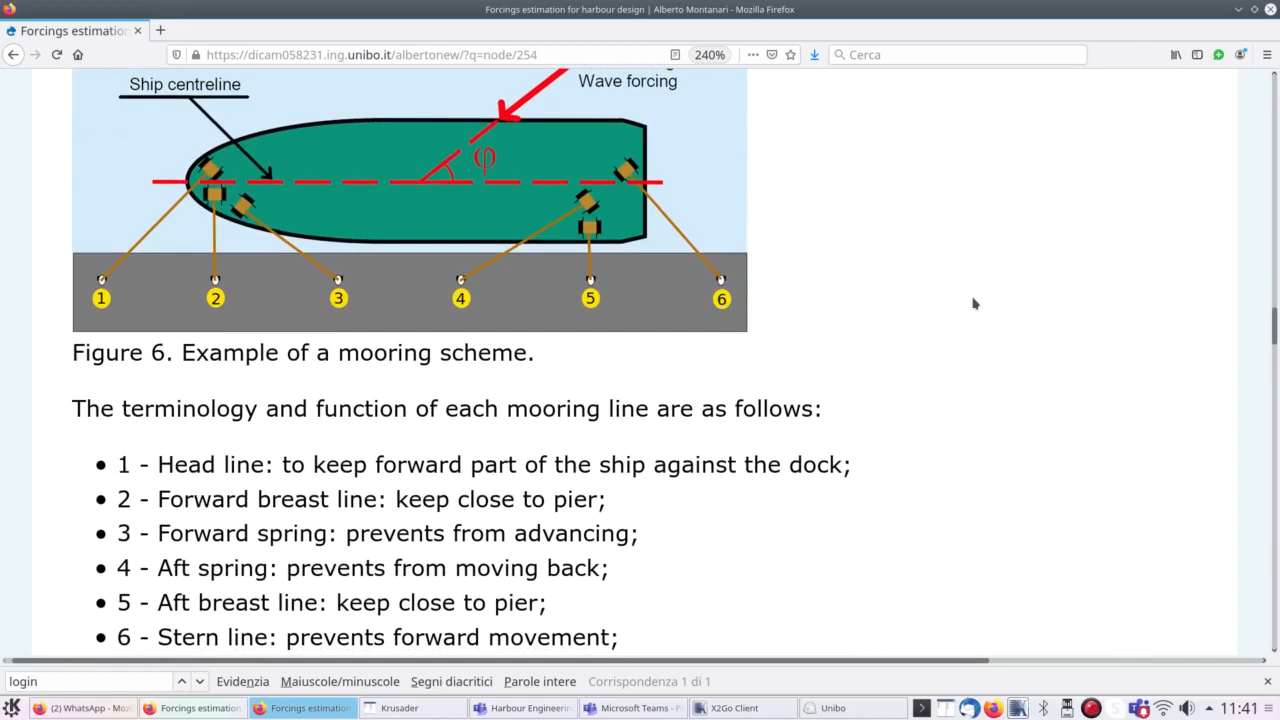 Forcings estimation for harbour design | Alberto Montanari - Mozilla Firefox
Forcings estimation
https://dicam058231.ing.unibo.it/albertonew/?q=node/254
240%
Cerca
Ship centreline
Wave forcing
φ
1 2 3 4 5 6
Figure 6. Example of a mooring scheme.
The terminology and function of each mooring line are as follows:
1 - Head line: to keep forward part of the ship against the dock;
2 - Forward breast line: keep close to pier;
3 - Forward spring: prevents from advancing;
4 - Aft spring: prevents from moving back;
5 - Aft breast line: keep close to pier;
6 - Stern line: prevents forward movement;
login Evidenzia Maiuscole/minuscole Segni diacritici Parole intere Corrispondenza 1 di 1
(2) WhatsApp - Moz Forcings estimation Forcings estimation Krusader Harbour Engineerin Microsoft Teams - P X2Go Client Unibo 11:41